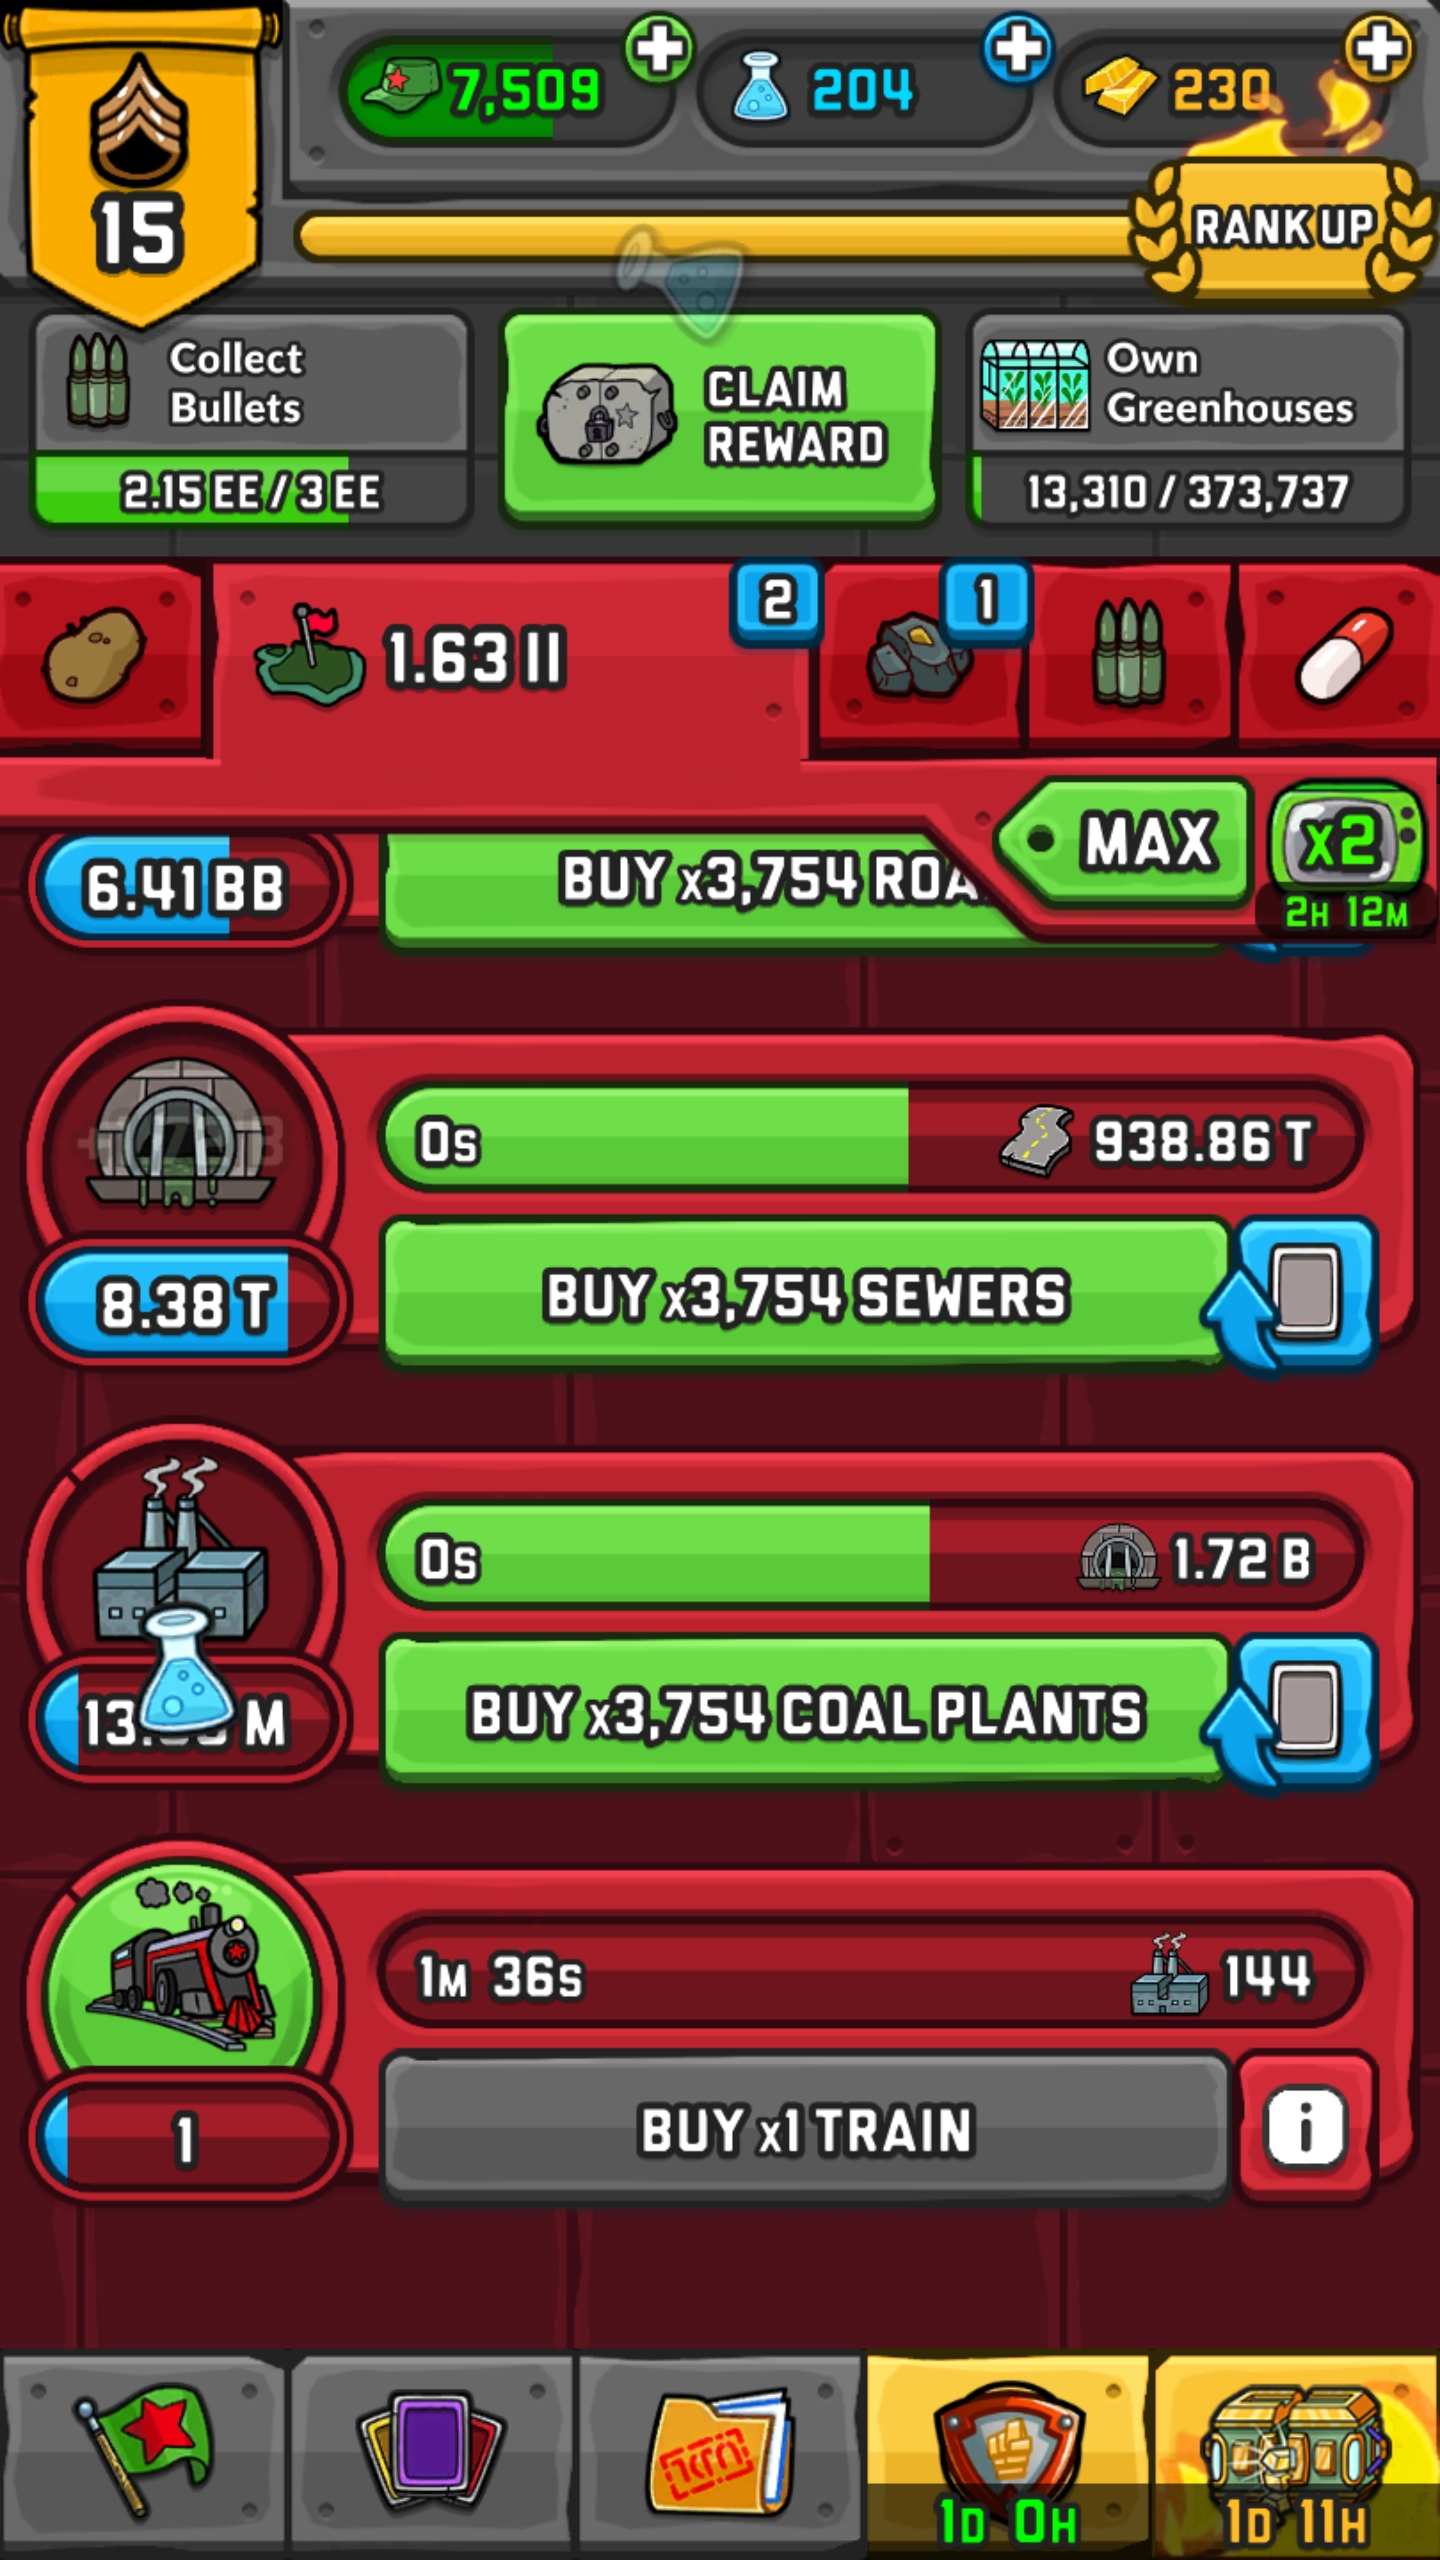 7,509
204
230
15
RANK UP
Collect
Bullets
2.15 EE / 3 EE
CLAIM
REWARD
Own
Greenhouses
13,310 / 373,737
1.63 II
2
1
MAX
x2
2H 12M
6.41 BB
BUY x3,754 ROA
0s
938.86 T
8.38 T
BUY x3,754 SEWERS
0s
1.72 B
M
BUY x3,754 COAL PLANTS
1M 36s
144
1
BUY x1 TRAIN
i
1D 0H
1D 11H